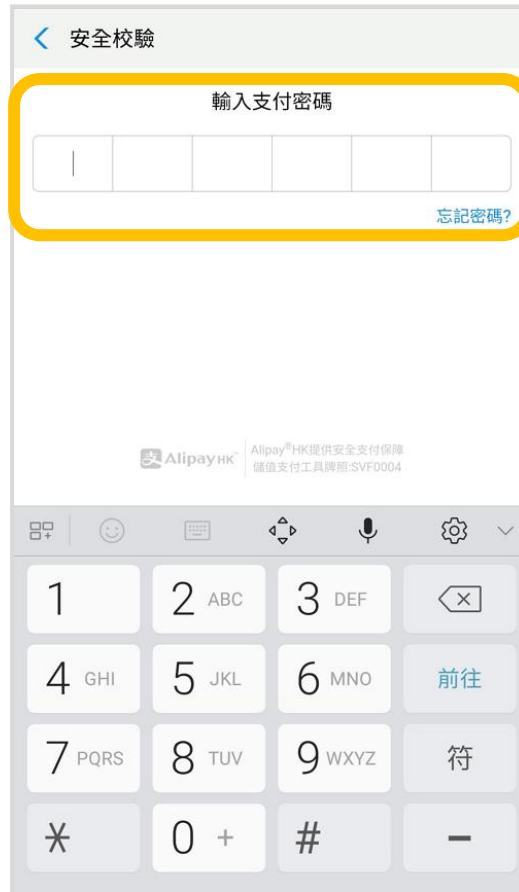 安全校驗
輸入支付密碼
忘記密碼?
支 AlipayHK™ Alipay®HK提供安全支付保障
儲值支付工具牌照:SVF0004
1 2 ABC 3 DEF
4 GHI 5 JKL 6 MNO 前往
7 PQRS 8 TUV 9 WXYZ 符
* 0 + # –